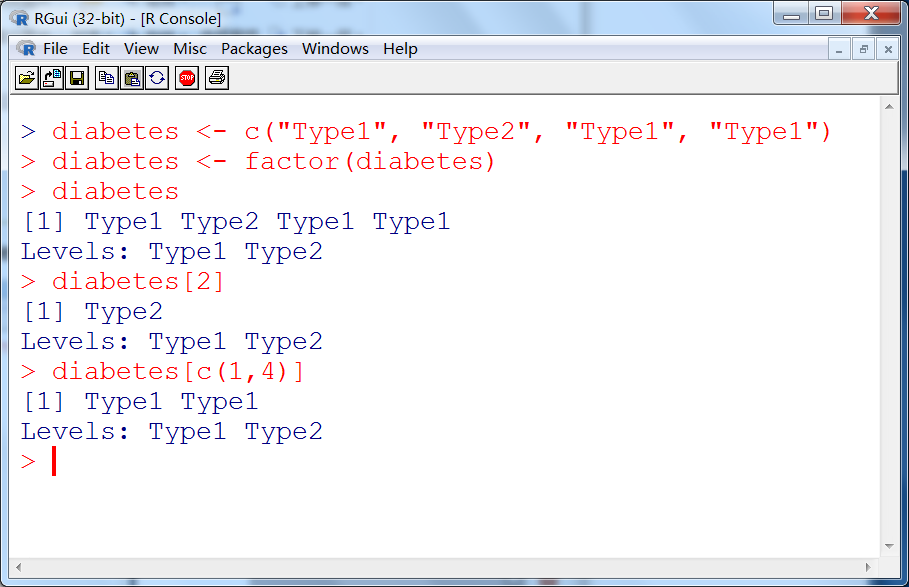 RGui (32-bit) - [R Console]
File Edit View Misc Packages Windows Help
STOP
> diabetes <- c("Type1", "Type2", "Type1", "Type1")
> diabetes <- factor(diabetes)
> diabetes
[1] Type1 Type2 Type1 Type1
Levels: Type1 Type2
> diabetes[2]
[1] Type2
Levels: Type1 Type2
> diabetes[c(1,4)]
[1] Type1 Type1
Levels: Type1 Type2
>